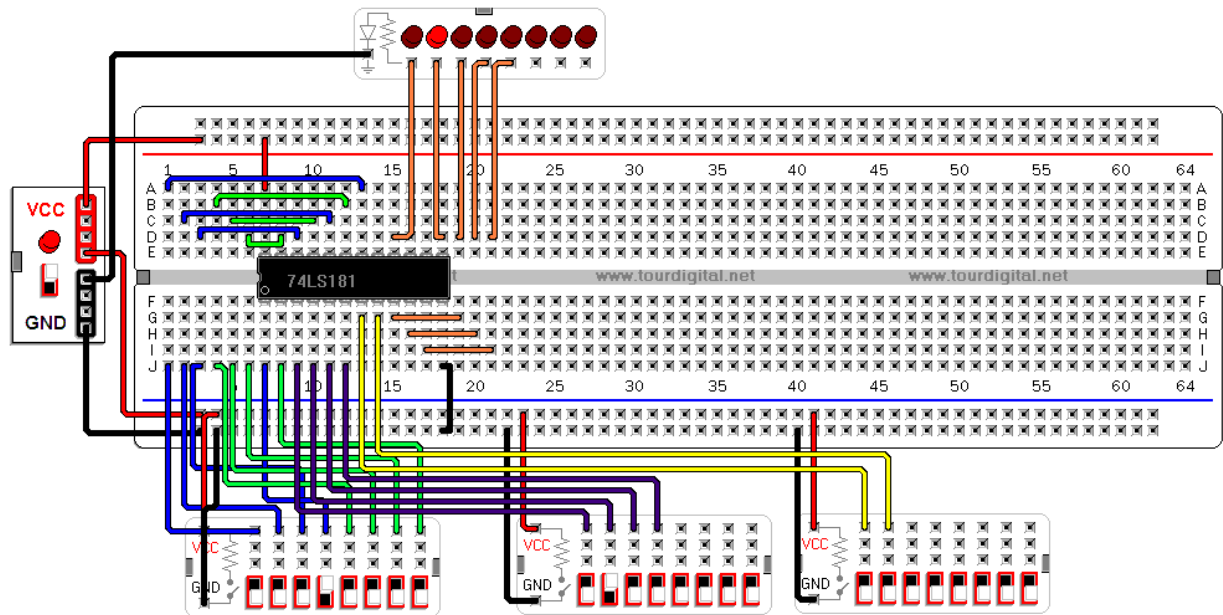 1 5 10 15 20 25 30 35 40 45 50 55 60 64
A A
B B
VCC
C C
D D
E E
74LS181 t www.tourdigital.net www.tourdigital.net
F F
GND
G G
H H
I I
J J
10 15 20 25 30 35 40 45 50 55 60 64
VCC VCC VCC
GND GND GND